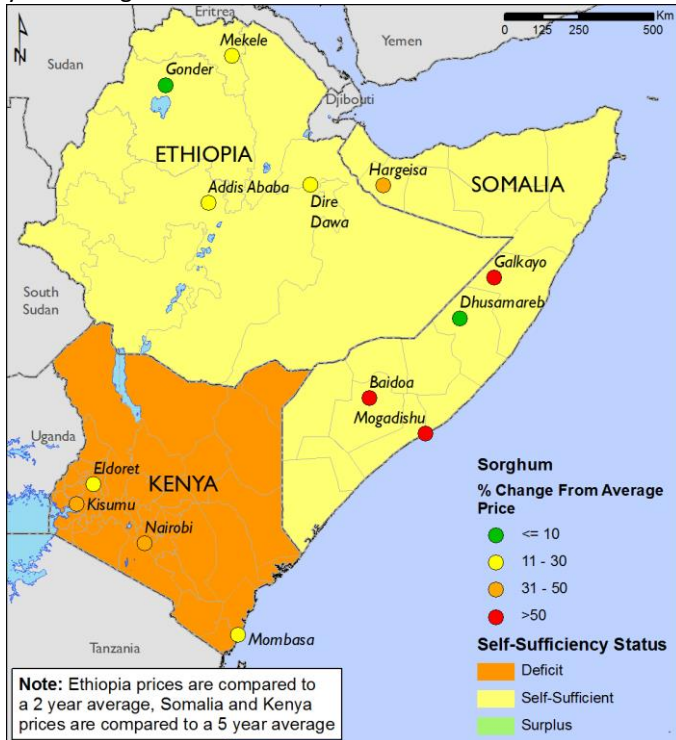 Eritrea
Km
0 125 250 500
Mekele
Yemen
N
Sudan
Gonder
Djibouti
ETHIOPIA
Hargeisa
SOMALIA
Addis Ababa
Dire
Dawa
Galkayo
South
Sudan
Dhusamareb
Baidoa
Mogadishu
Uganda
Eldoret
KENYA
Kisumu
Nairobi
Tanzania
Mombasa
Sorghum
% Change From Average
Price
<= 10
11 - 30
31 - 50
>50
Self-Sufficiency Status
Deficit
Self-Sufficient
Surplus
Note: Ethiopia prices are compared to
a 2 year average, Somalia and Kenya
prices are compared to a 5 year average